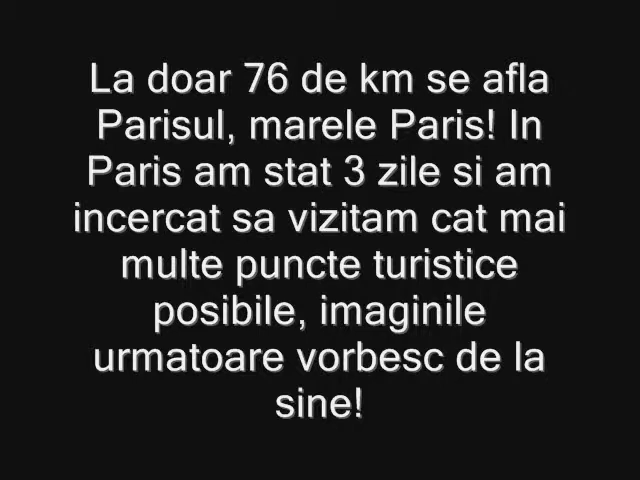 La doar 76 de km se afla
Parisul, marele Paris! In
Paris am stat 3 zile si am
incercat sa vizitam cat mai
multe puncte turistice
posibile, imaginile
urmatoare vorbesc de la
sine!